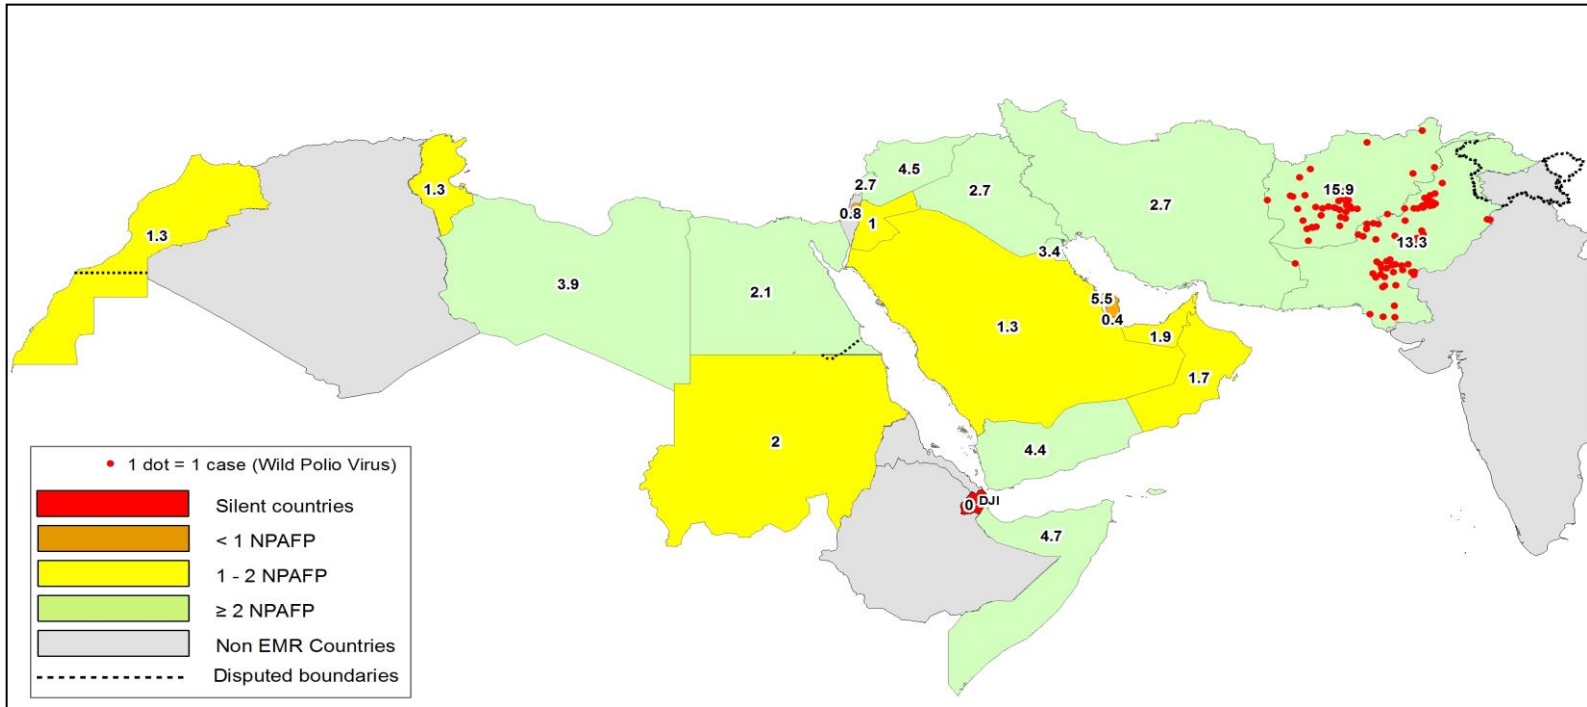 4.5
2.7
2.7
2.7
15.9
1.3
0.8
1
1.3
13.3
3.4
3.9
2.1
5.5
0.4
1.3
1.9
1.7
2
4.4
0
DJI
4.7
1 dot = 1 case (Wild Polio Virus)
Silent countries
< 1 NPAFP
1 - 2 NPAFP
≥ 2 NPAFP
Non EMR Countries
Disputed boundaries